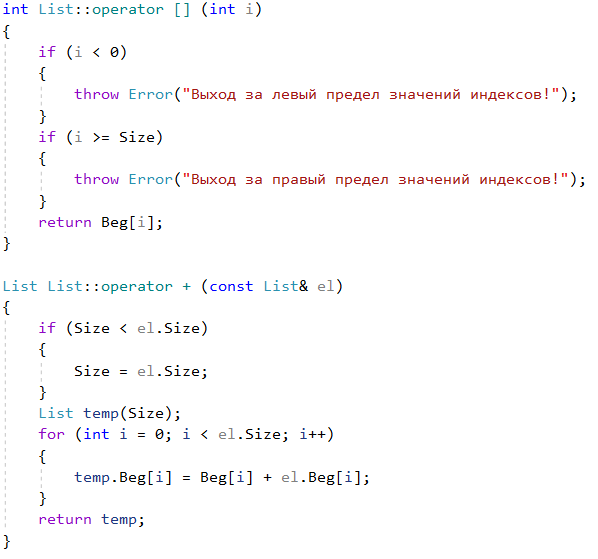 int List::operator [] (int i)
{
    if (i < 0)
    {
        throw Error("Выход за левый предел значений индексов!");
    }
    if (i >= Size)
    {
        throw Error("Выход за правый предел значений индексов!");
    }
    return Beg[i];
}

List List::operator + (const List& el)
{
    if (Size < el.Size)
    {
        Size = el.Size;
    }
    List temp(Size);
    for (int i = 0; i < el.Size; i++)
    {
        temp.Beg[i] = Beg[i] + el.Beg[i];
    }
    return temp;
}